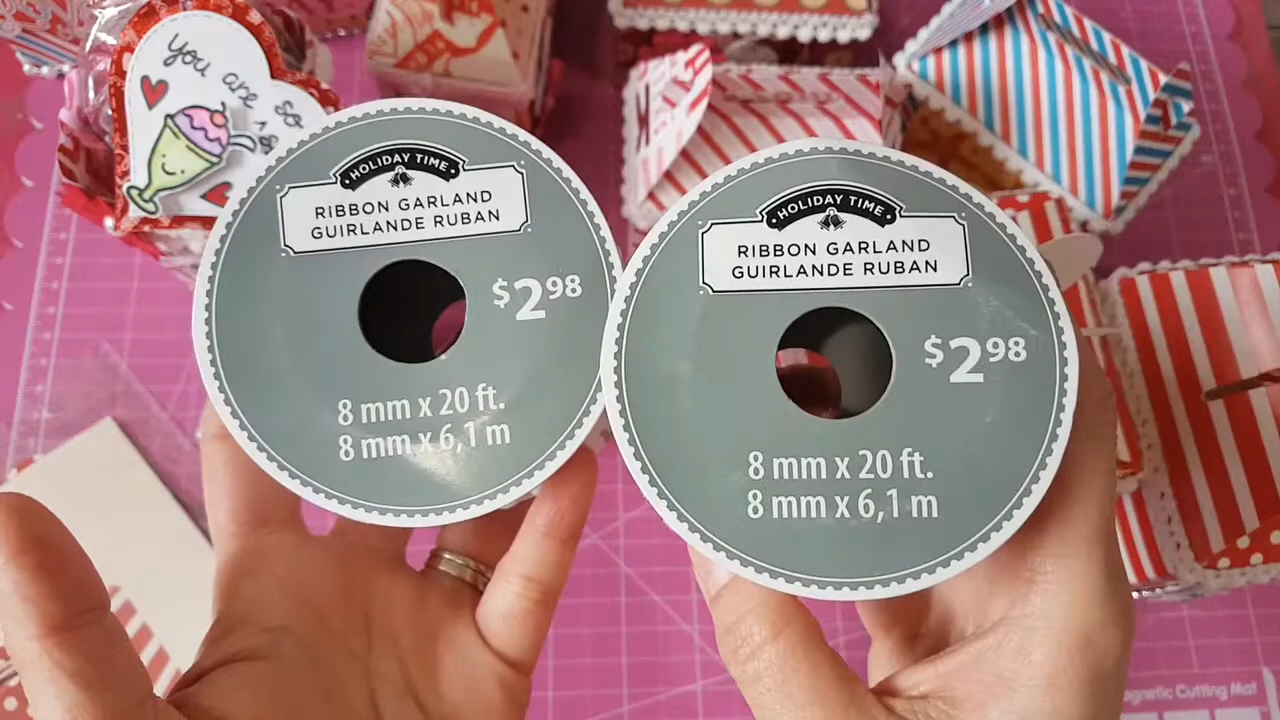 you are so
HOLIDAY TIME
RIBBON GARLAND
GUIRLANDE RUBAN
$2.98
8 mm x 20 ft.
8 mm x 6,1 m
HOLIDAY TIME
RIBBON GARLAND
GUIRLANDE RUBAN
$2.98
8 mm x 20 ft.
8 mm x 6,1 m
Cutting Mat